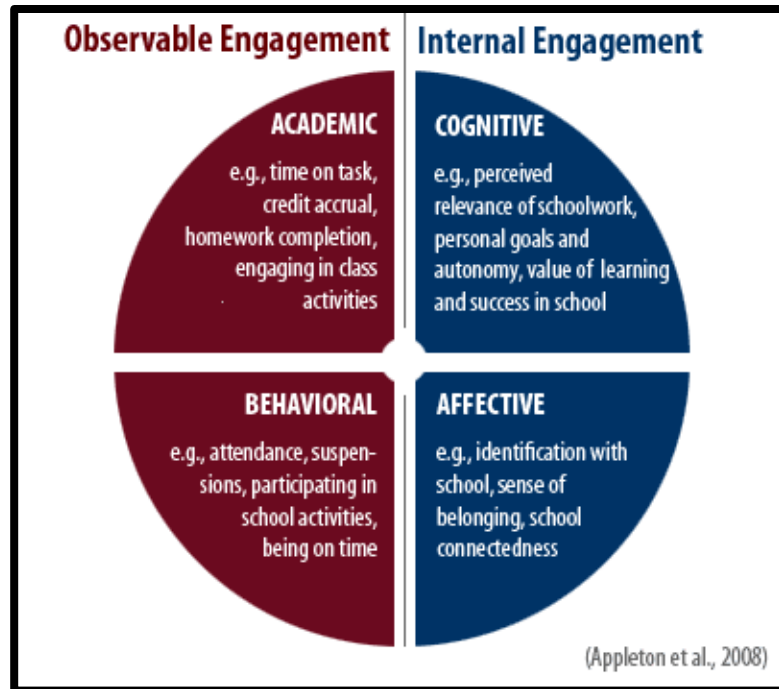 Observable Engagement
Internal Engagement
ACADEMIC
e.g., time on task,
credit accrual,
homework completion,
engaging in class
activities
COGNITIVE
e.g., perceived
relevance of schoolwork,
personal goals and
autonomy, value of learning
and success in school
BEHAVIORAL
e.g., attendance, suspen-
sions, participating in
school activities,
being on time
AFFECTIVE
e.g., identification with
school, sense of
belonging, school
connectedness
(Appleton et al., 2008)